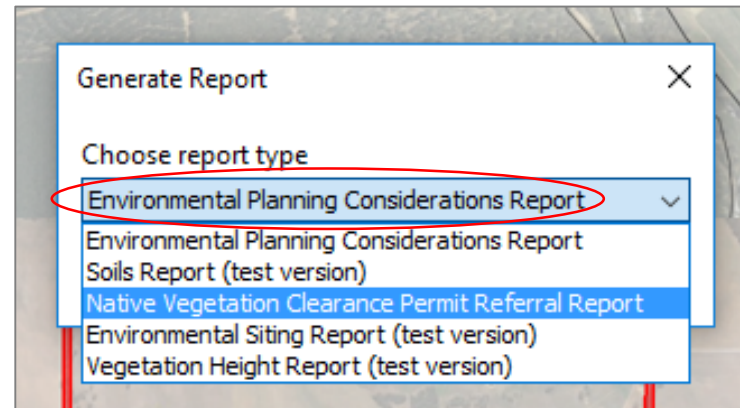 Generate Report
Choose report type
Environmental Planning Considerations Report
Environmental Planning Considerations Report
Soils Report (test version)
Native Vegetation Clearance Permit Referral Report
Environmental Siting Report (test version)
Vegetation Height Report (test version)